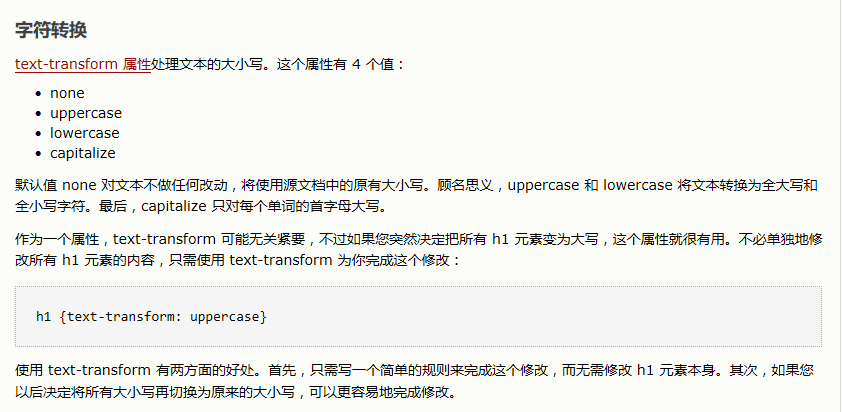 字符转换
text-transform 属性处理文本的大小写。这个属性有 4 个值：
none
uppercase
lowercase
capitalize
默认值 none 对文本不做任何改动，将使用源文档中的原有大小写。顾名思义，uppercase 和 lowercase 将文本转换为全大写和
全小写字符。最后，capitalize 只对每个单词的首字母大写。
作为一个属性，text-transform 可能无关紧要，不过如果您突然决定把所有 h1 元素变为大写，这个属性就很有用。不必单独地修
改所有 h1 元素的内容，只需使用 text-transform 为你完成这个修改：
h1 {text-transform: uppercase}
使用 text-transform 有两方面的好处。首先，只需写一个简单的规则来完成这个修改，而无需修改 h1 元素本身。其次，如果您
以后决定将所有大小写再切换为原来的大小写，可以更容易地完成修改。